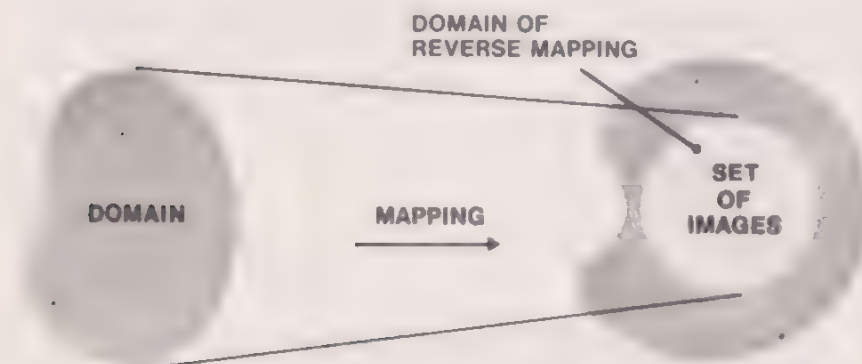 DOMAIN OF
REVERSE MAPPING
DOMAIN
MAPPING
SET
OF
IMAGES